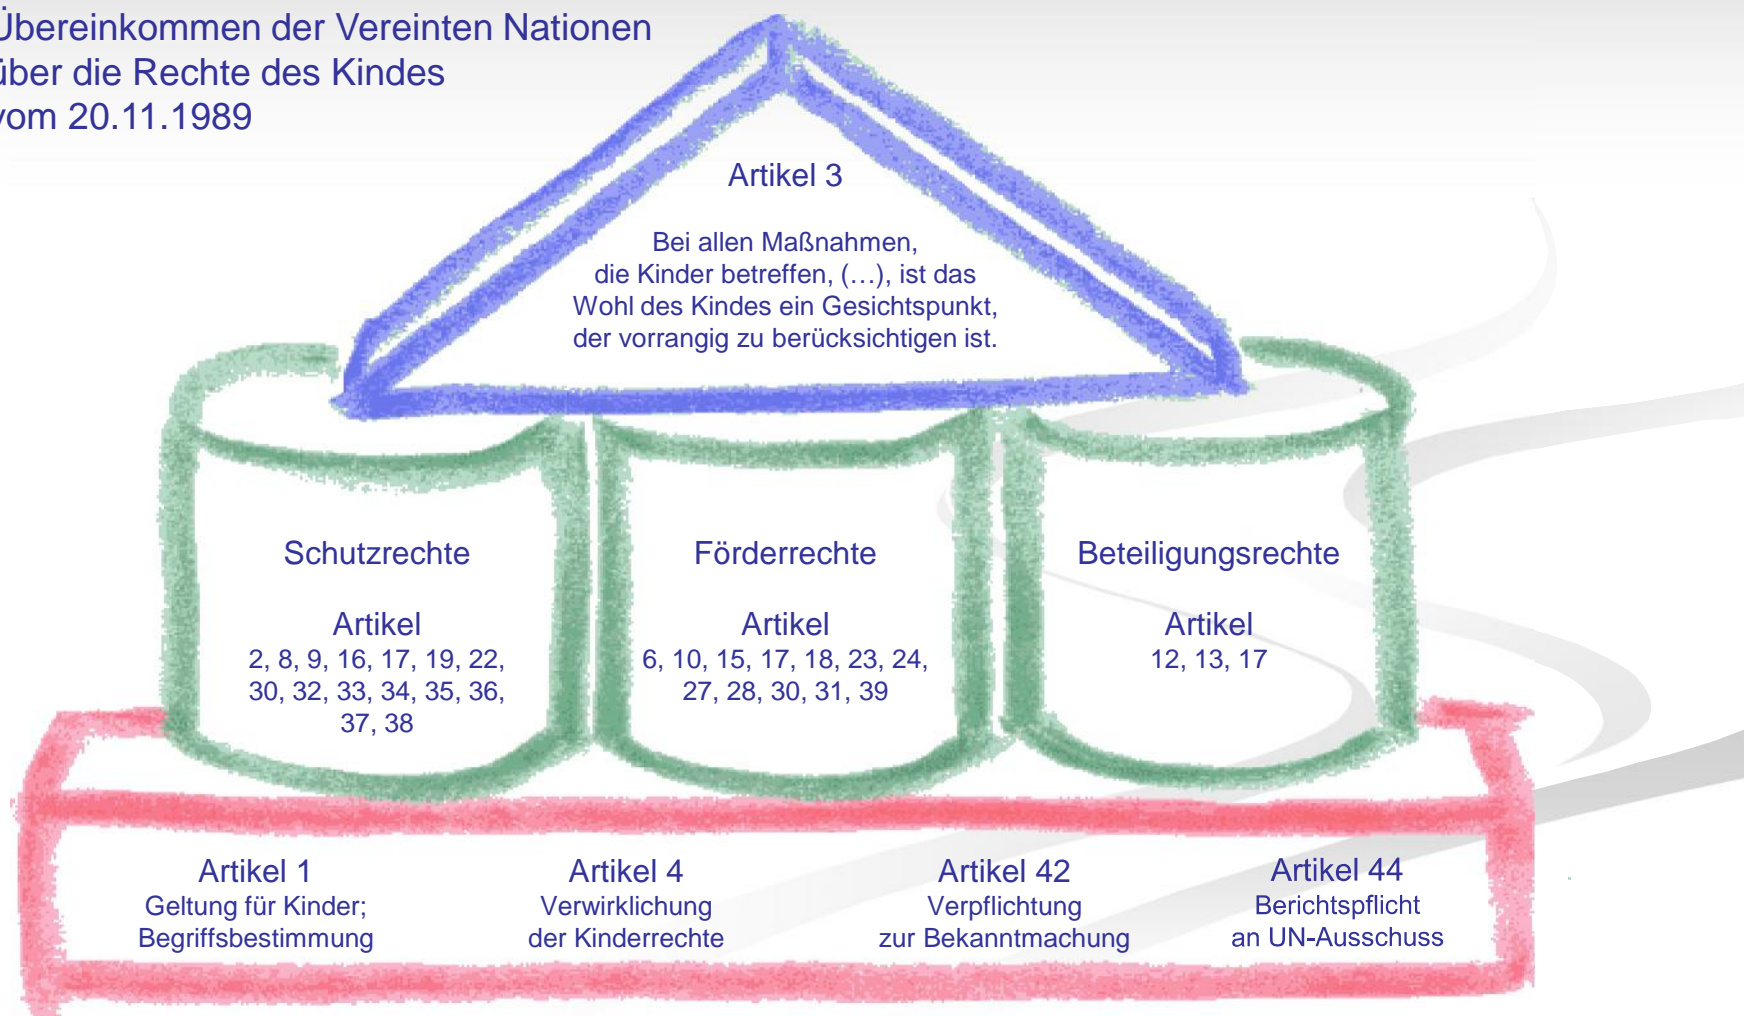 Übereinkommen der Vereinten Nationen
über die Rechte des Kindes
vom 20.11.1989
Artikel 3
Bei allen Maßnahmen,
die Kinder betreffen, (…), ist das
Wohl des Kindes ein Gesichtspunkt,
der vorrangig zu berücksichtigen ist.
Schutzrechte
Artikel
2, 8, 9, 16, 17, 19, 22,
30, 32, 33, 34, 35, 36,
37, 38
Förderrechte
Artikel
6, 10, 15, 17, 18, 23, 24,
27, 28, 30, 31, 39
Beteiligungsrechte
Artikel
12, 13, 17
Artikel 1
Geltung für Kinder;
Begriffsbestimmung
Artikel 4
Verwirklichung
der Kinderrechte
Artikel 42
Verpflichtung
zur Bekanntmachung
Artikel 44
Berichtspflicht
an UN-Ausschuss